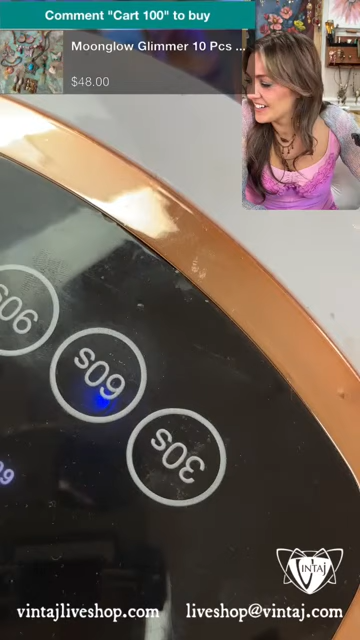 Comment "Cart 100" to buy
Moonglow Glimmer 10 Pcs ...
$48.00
90s
60s
30s
VINTAJ
vintajliveshop.com
liveshop@vintaj.com